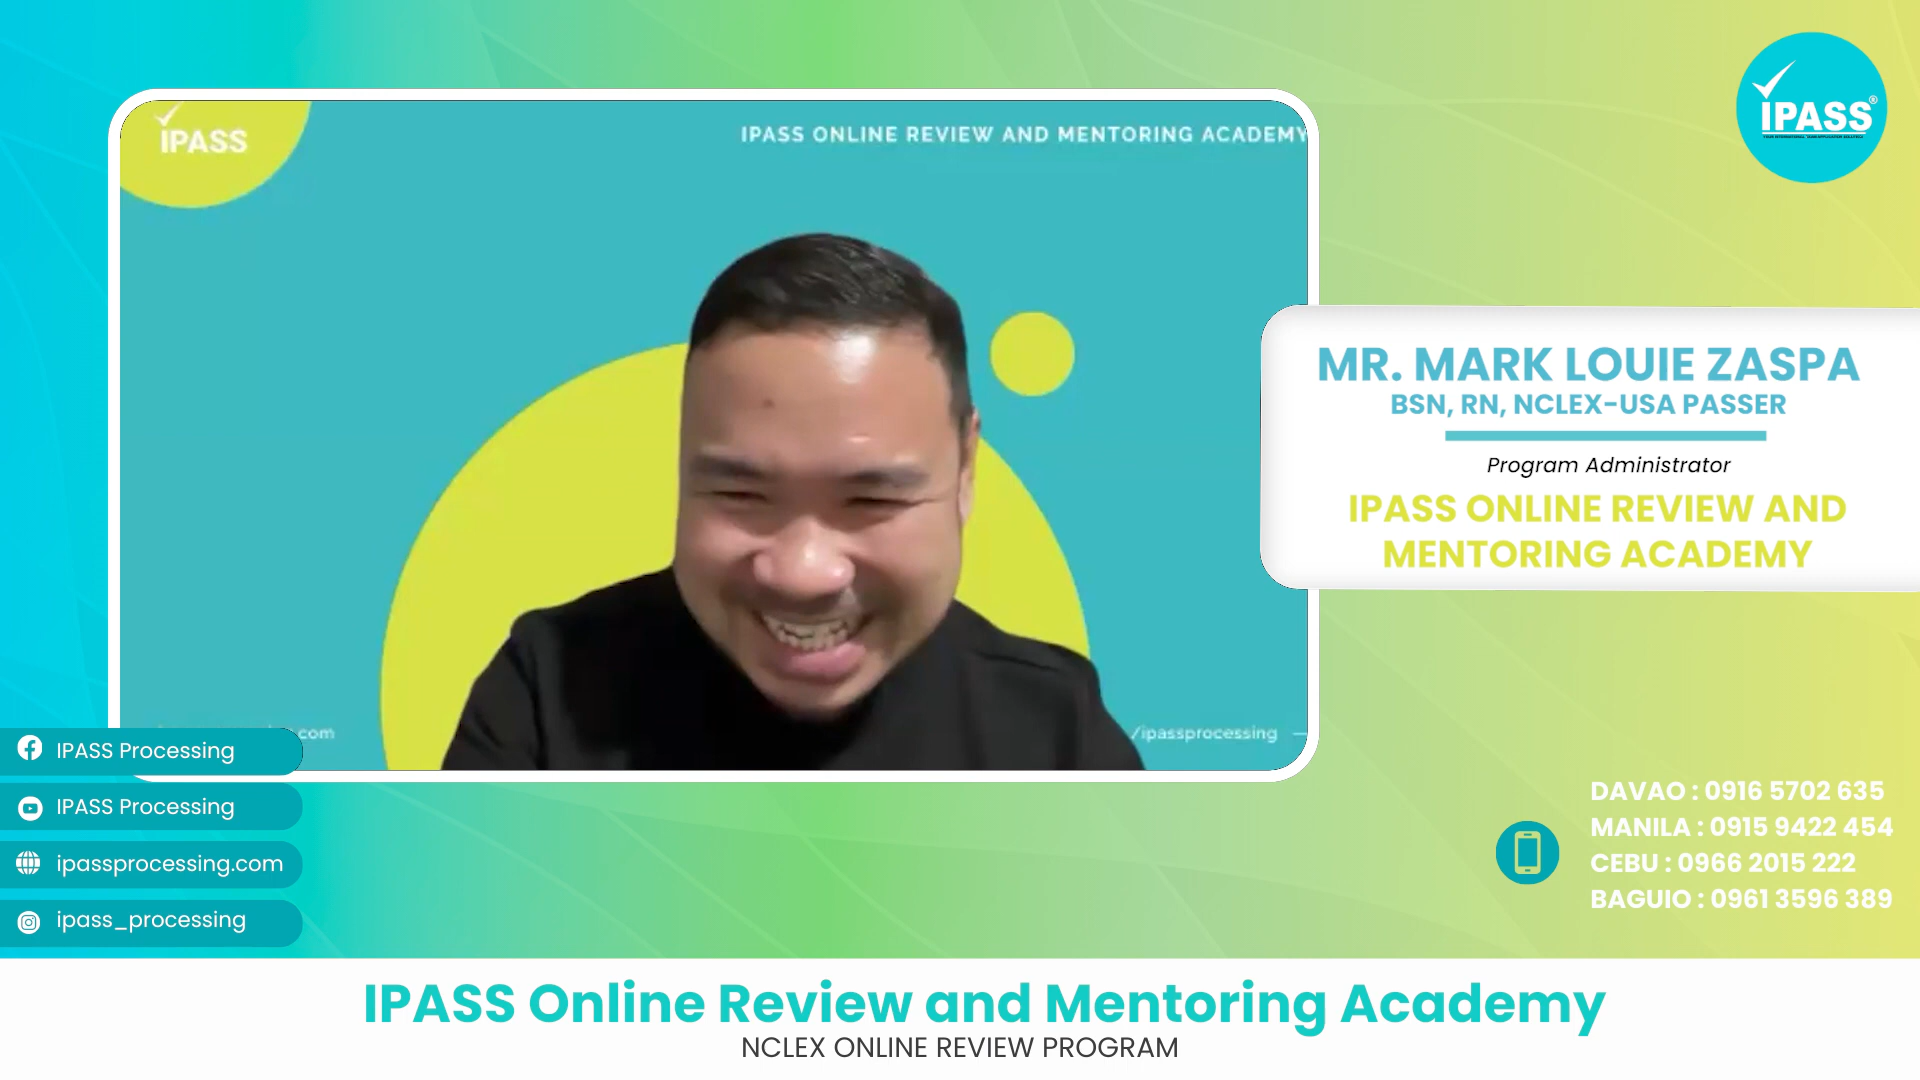 IPASS®
IPASS
IPASS ONLINE REVIEW AND MENTORING ACADEMY
MR. MARK LOUIE ZASPA
BSN, RN, NCLEX-USA PASSER
Program Administrator
IPASS ONLINE REVIEW AND
MENTORING ACADEMY
.com
/ipassprocessing
IPASS Processing
IPASS Processing
ipassprocessing.com
ipass_processing
DAVAO : 0916 5702 635
MANILA : 0915 9422 454
CEBU : 0966 2015 222
BAGUIO : 0961 3596 389
IPASS Online Review and Mentoring Academy
NCLEX ONLINE REVIEW PROGRAM